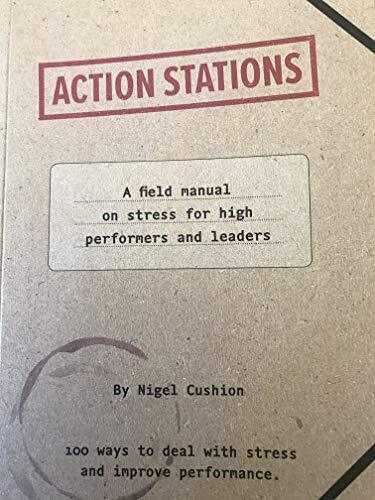 ACTION STATIONS
A field manual
on stress for high
performers and leaders
By Nigel Cushion
100 ways to deal with stress
and improve performance.